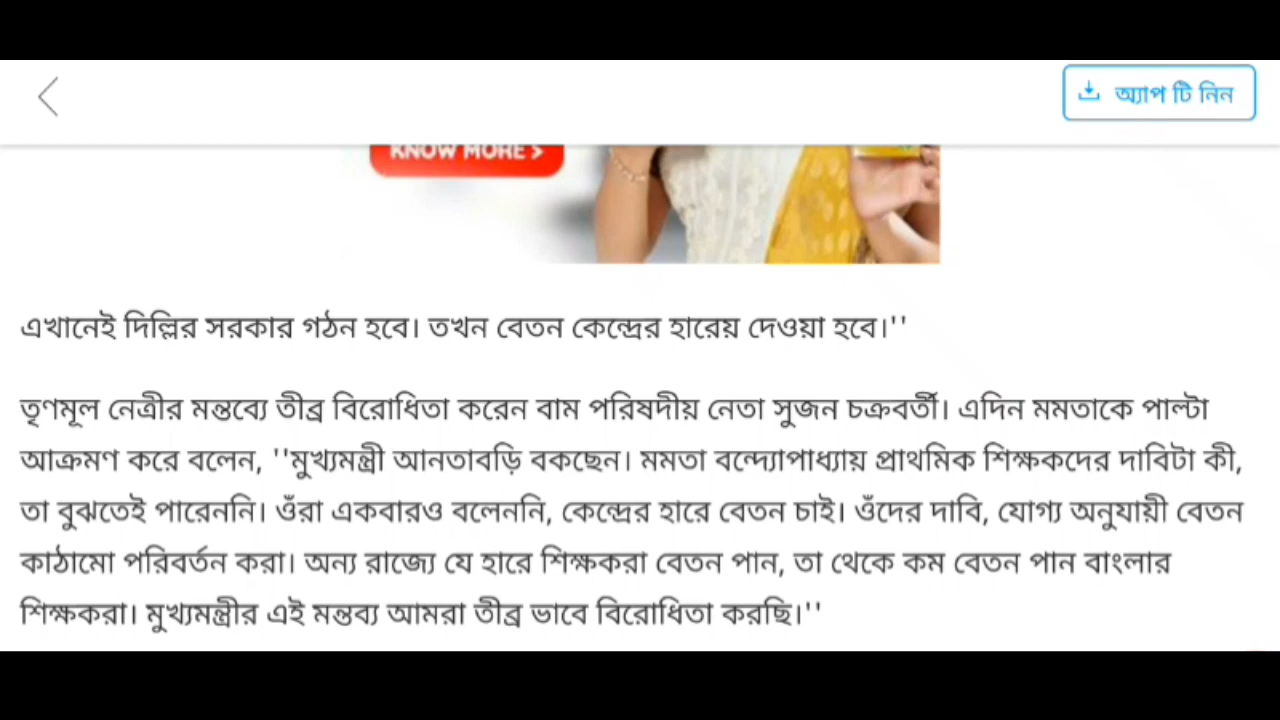 অ্যাপ টি নিন
KNOW MORE >
এখানেই দিল্লির সরকার গঠন হবে। তখন বেতন কেন্দ্রের হারেয় দেওয়া হবে।''
তৃণমূল নেত্রীর মন্তব্যে তীব্র বিরোধিতা করেন বাম পরিষদীয় নেতা সুজন চক্রবর্তী। এদিন মমতাকে পাল্টা
আক্রমণ করে বলেন, ''মুখ্যমন্ত্রী আনতাবড়ি বকছেন। মমতা বন্দ্যোপাধ্যায় প্রাথমিক শিক্ষকদের দাবিটা কী,
তা বুঝতেই পারেননি। ওঁরা একবারও বলেননি, কেন্দ্রের হারে বেতন চাই। ওঁদের দাবি, যোগ্য অনুযায়ী বেতন
কাঠামো পরিবর্তন করা। অন্য রাজ্যে যে হারে শিক্ষকরা বেতন পান, তা থেকে কম বেতন পান বাংলার
শিক্ষকরা। মুখ্যমন্ত্রীর এই মন্তব্য আমরা তীব্র ভাবে বিরোধিতা করছি।''